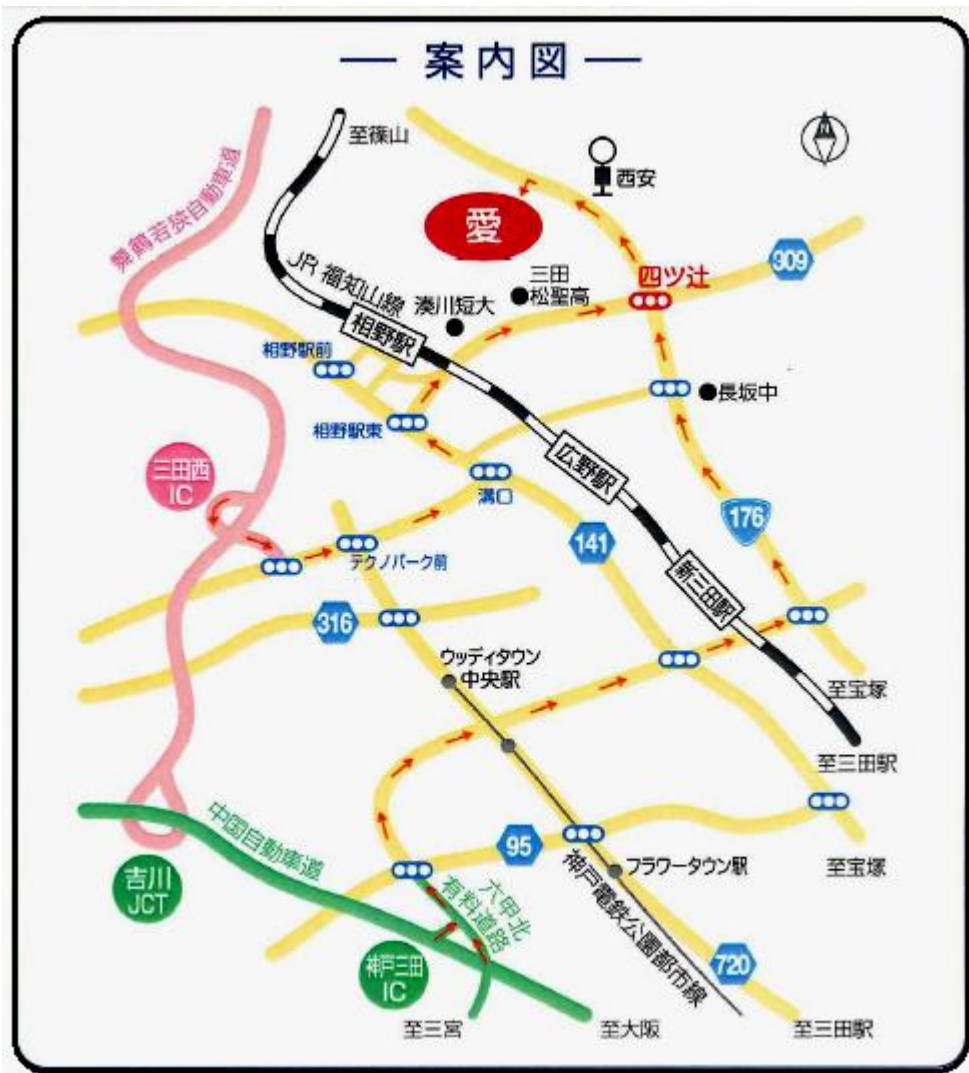 ― 案内図 ―
至篠山
舞鶴若狭自動車道
西安
愛
三田
松聖高
四ツ辻
309
JR 福知山線
湊川短大
相野駅
相野駅前
長坂中
相野駅東
三田西
IC
広野駅
溝口
176
141
テクノパーク前
新三田駅
316
ウッディタウン
中央駅
至宝塚
至三田駅
中国自動車道
95
吉川
JCT
六甲北
有料道路
フラワータウン駅
至宝塚
神戸電鉄公園都市線
神戸三田
IC
720
至三宮
至大阪
至三田駅